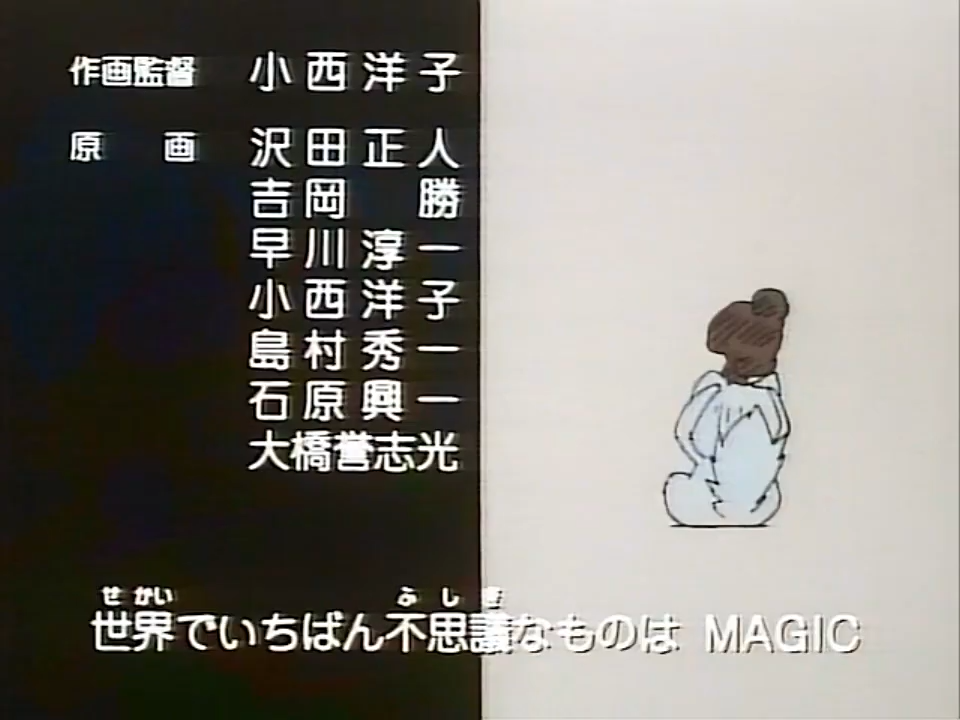 作画監督 小西洋子
原画 沢田正人
吉岡 勝
早川淳一
小西洋子
島村秀一
石原興一
大橋誉志光
せかい ふしぎ
世界でいちばん不思議なものは MAGIC